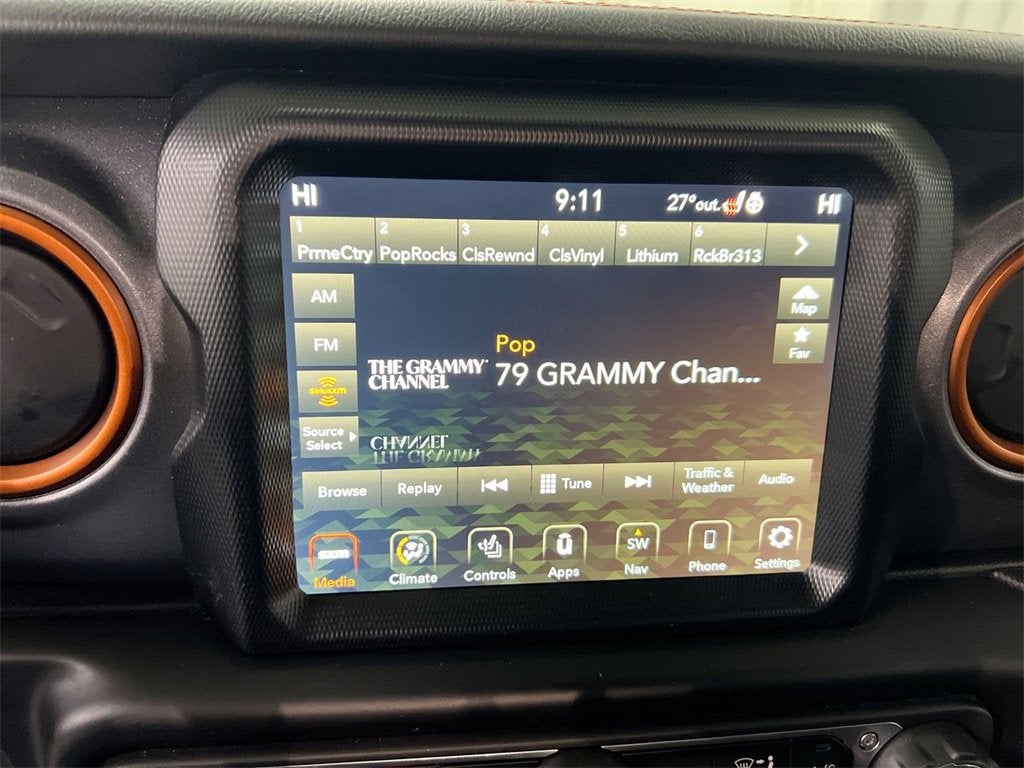 HI 9:11 27°out. HI
1 PrmeCtry 2 PopRocks 3 ClsRewnd 4 ClsVinyl 5 Lithium 6 RckBr313
AM
Map
FM
Fav
Pop
THE GRAMMY
CHANNEL
79 GRAMMY Chan...
SiriusXM
Source
Select
Browse Replay Tune Traffic &
Weather Audio
sxm
Media
Climate
Controls
u
Apps
SW
Nav
Phone
Settings